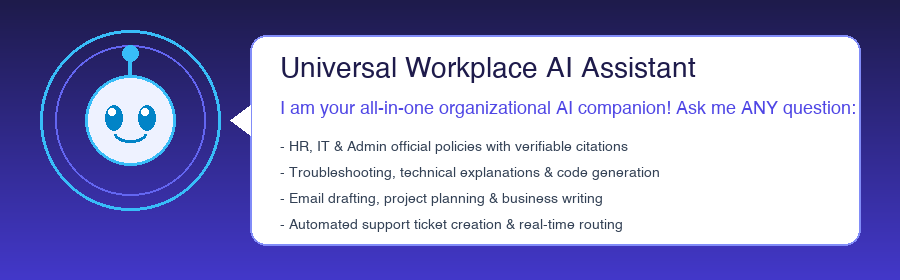 Universal Workplace AI Assistant
I am your all-in-one organizational AI companion! Ask me ANY question:
- HR, IT & Admin official policies with verifiable citations
- Troubleshooting, technical explanations & code generation
- Email drafting, project planning & business writing
- Automated support ticket creation & real-time routing